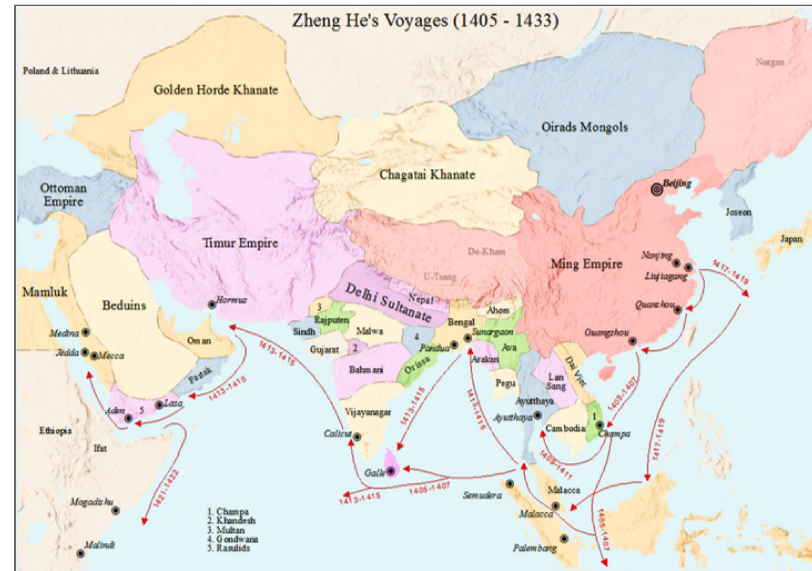 Zheng He's Voyages (1405 - 1433)
Poland & Lithuania
Nurgan
Golden Horde Khanate
Oirads Mongols
Chagatai Khanate
Beijing
Ottoman
Empire
Joseon
Japan
Timur Empire
Do-Kham
U-Tsang
Ming Empire
Nanjing
Liujiagang
1417-1419
Mamluk
Beduins
Hormus
Delhi Sultanate
Nepal
Quanzhou
Medina
Jedda
Mecca
Oman
Fartak
3
Rajputen
Sindh
Malwa
Gujarat
2
4
Bahmani
Orissa
Bengal
Sunargaon
Pandua
Ahom
Ava
Arakan
Pegu
Guangzhou
Dai Viet
Lan
Sang
1413-1415
1413-1415
Aden
5
Lasa
Vijayanagar
1413-1415
1413-1415
Ayutthaya
Ayutthaya
Cambodia
1
Champa
1405-1407
1417-1419
Ethiopia
Ifat
Calicut
Galle
1409-1411
1421-1422
1413-1415
1405-1407
Semudera
Malacca
Malacca
Palembang
1405-1407
Mogadishu
Malindi
1. Champa
2. Khandesh
3. Multan
4. Gondwana
5. Rasulids